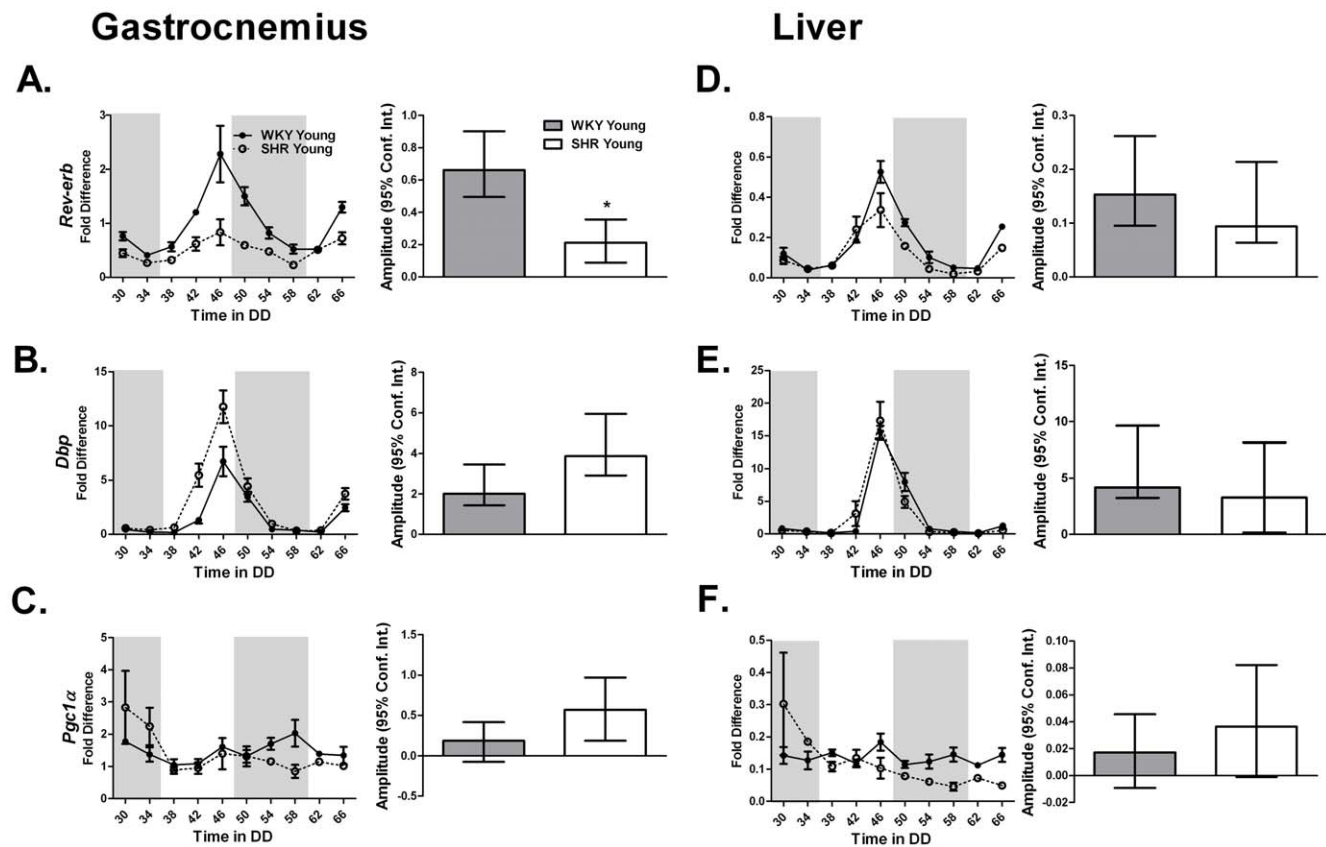 Gastrocnemius
Liver
A.
Rev-erb
Fold Difference
3
2
1
0
WKY Young
SHR Young
30 34 38 42 46 50 54 58 62 66
Time in DD
Amplitude (95% Conf. Int.)
1.0
0.8
0.6
0.4
0.2
0.0
*
WKY Young
SHR Young
D.
Fold Difference
0.8
0.6
0.4
0.2
0.0
30 34 38 42 46 50 54 58 62 66
Time in DD
Amplitude (95% Conf. Int.)
0.3
0.2
0.1
0.0
B.
Dbp
Fold Difference
15
10
5
0
30 34 38 42 46 50 54 58 62 66
Time in DD
Amplitude (95% Conf. Int.)
8
6
4
2
0
E.
Fold Difference
25
20
15
10
5
0
30 34 38 42 46 50 54 58 62 66
Time in DD
Amplitude (95% Conf. Int.)
15
10
5
0
C.
Pgc1α
Fold Difference
5
4
3
2
1
0
30 34 38 42 46 50 54 58 62 66
Time in DD
Amplitude (95% Conf. Int.)
1.5
1.0
0.5
0.0
-0.5
F.
Fold Difference
0.5
0.4
0.3
0.2
0.1
0.0
30 34 38 42 46 50 54 58 62 66
Time in DD
Amplitude (95% Conf. Int.)
0.10
0.08
0.06
0.04
0.02
0.00
-0.02